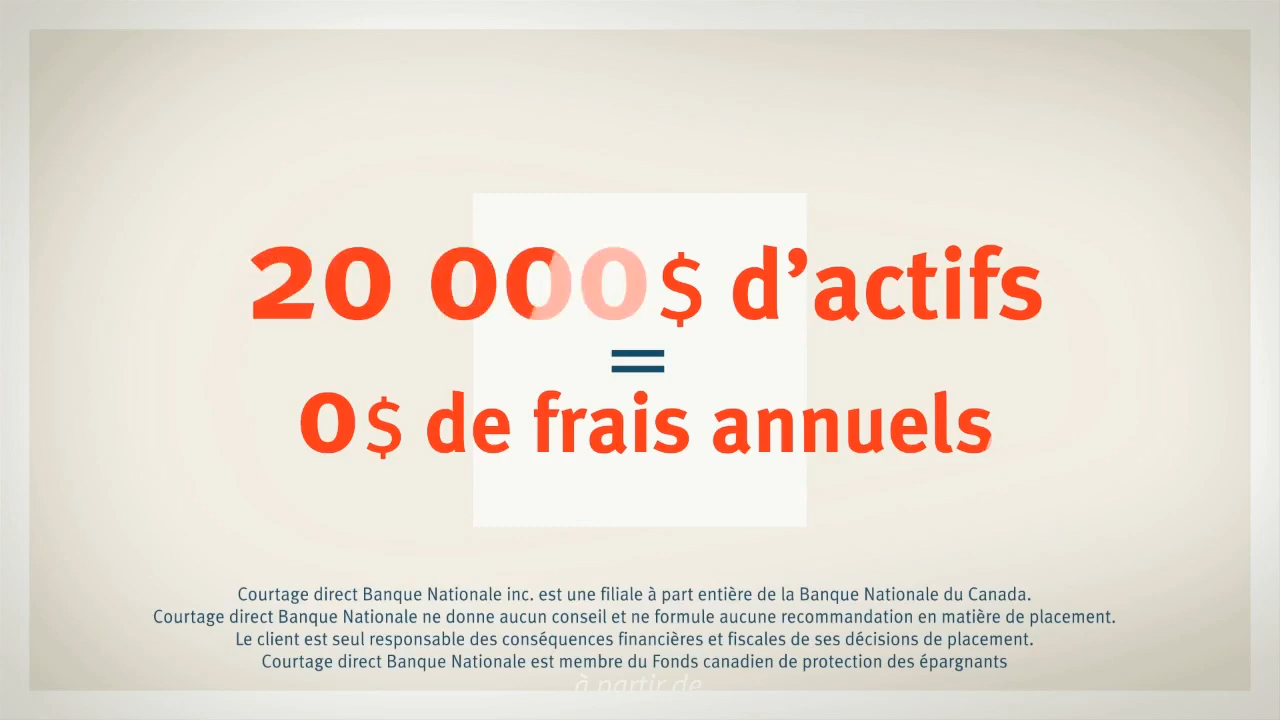 20 000$ d’actifs
=
0$ de frais annuels
Courtage direct Banque Nationale inc. est une filiale à part entière de la Banque Nationale du Canada.
Courtage direct Banque Nationale ne donne aucun conseil et ne formule aucune recommandation en matière de placement.
Le client est seul responsable des conséquences financières et fiscales de ses décisions de placement.
Courtage direct Banque Nationale est membre du Fonds canadien de protection des épargnants
à partir de